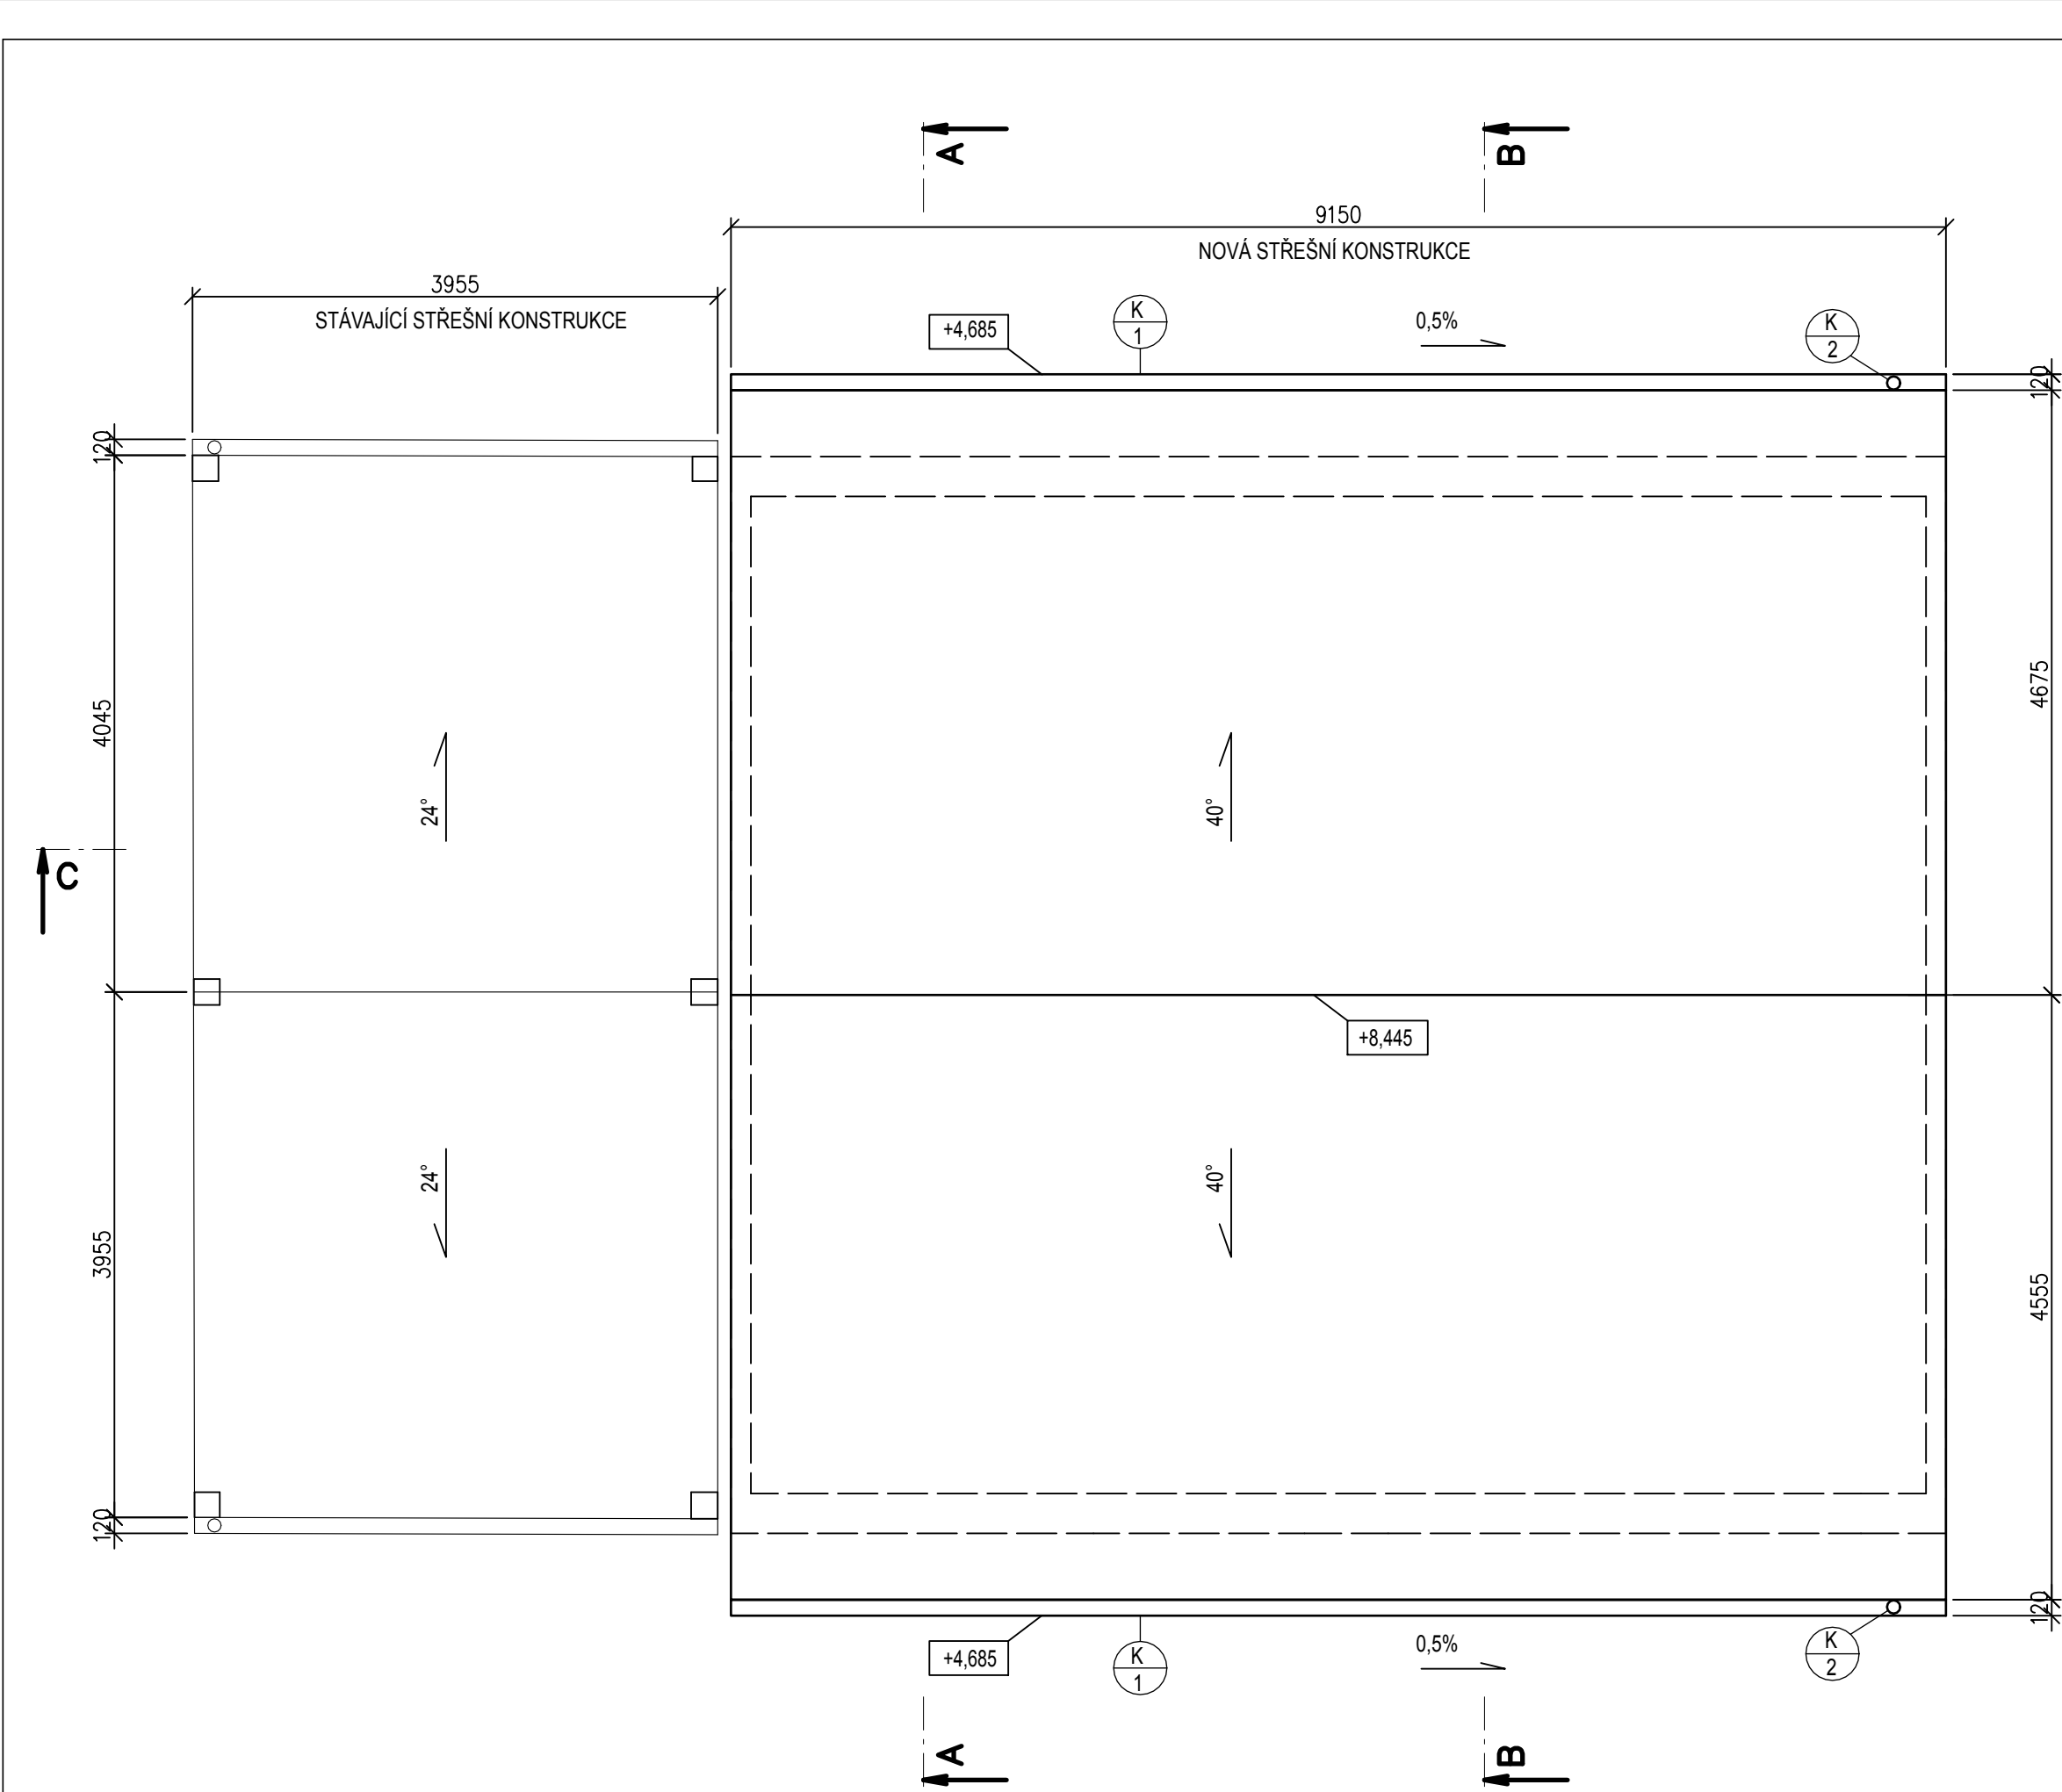 A
B
9150
NOVÁ STŘEŠNÍ KONSTRUKCE
3955
STÁVAJÍCÍ STŘEŠNÍ KONSTRUKCE
+4,685
K
1
0,5%
K
2
120
120
4675
4045
24°
40°
C
+8,445
24°
40°
3955
4555
120
120
+4,685
K
1
0,5%
K
2
A
B